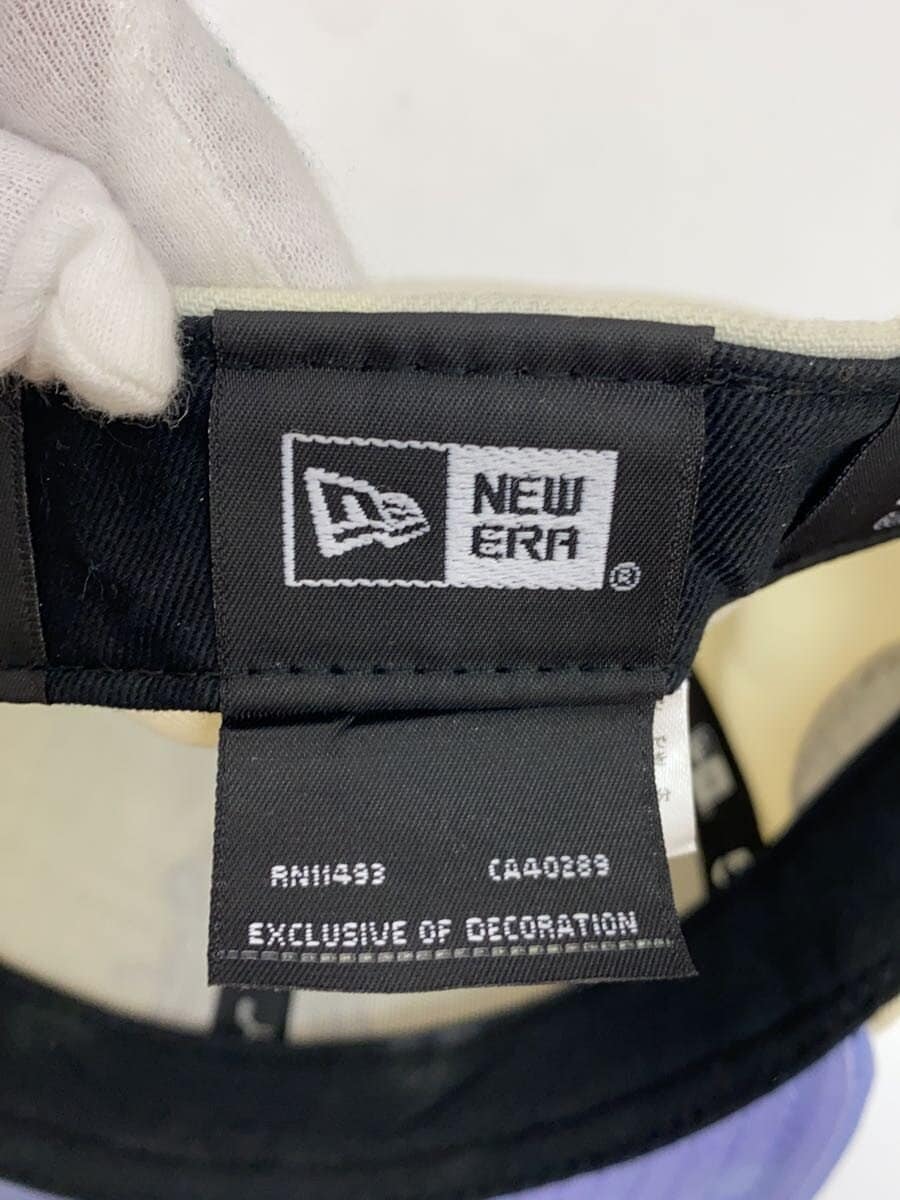 NEW
ERA
®
RN11493
CA40289
EXCLUSIVE OF DECORATION